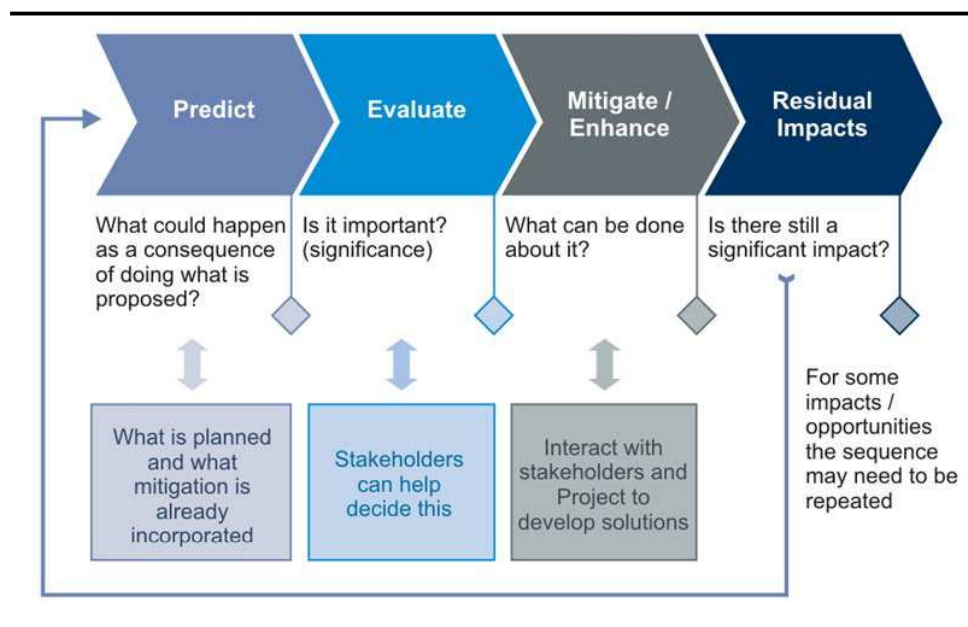 Predict
Evaluate
Mitigate /
Enhance
Residual
Impacts
What could happen
as a consequence
of doing what is
proposed?
Is it important?
(significance)
What can be done
about it?
Is there still a
significant impact?
What is planned
and what
mitigation is
already
incorporated
Stakeholders
can help
decide this
Interact with
stakeholders and
Project to
develop solutions
For some
impacts /
opportunities
the sequence
may need to be
repeated